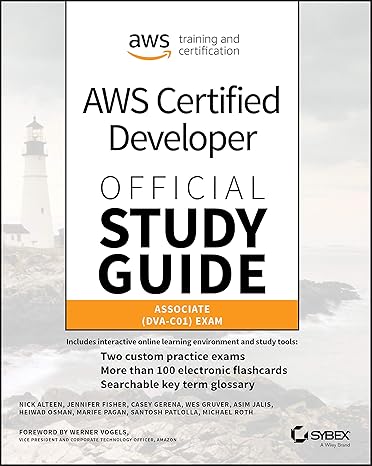 aws training and
certification
AWS Certified
Developer
OFFICIAL
STUDY
GUIDE
ASSOCIATE
(DVA-C01) EXAM
Includes interactive online learning environment and study tools:
Two custom practice exams
More than 100 electronic flashcards
Searchable key term glossary
NICK ALTEEN, JENNIFER FISHER, CASEY GERENA, WES GRUVER, ASIM JALIS,
HEIWAD OSMAN, MARIFE PAGAN, SANTOSH PATLOLLA, MICHAEL ROTH
FOREWORD BY WERNER VOGELS,
VICE PRESIDENT AND CORPORATE TECHNOLOGY OFFICER, AMAZON
SYBEX
A Wiley Brand